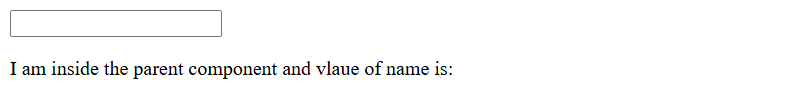 I am inside the parent component and vlaue of name is: